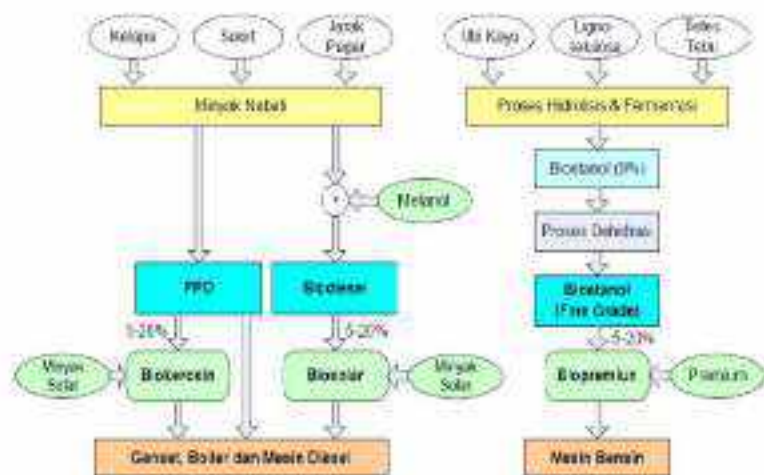 Kelapa
Sawit
Jarak
Pagar
Ubi Kayu
Ligno-
selulosa
Tetes
Tebu
Minyak Nabati
Proses Hidrolisis & Fermentasi
Metanol
Proses Dehidrasi
PPO
Biodiesel
Bioetanol
(Fine Grade)
5-20%
5-20%
Minyak
Solar
Biokerosin
Biosolar
Minyak
Solar
Biopremium
Premium
Genset, Boiler dan Mesin Diesel
Mesin Bensin